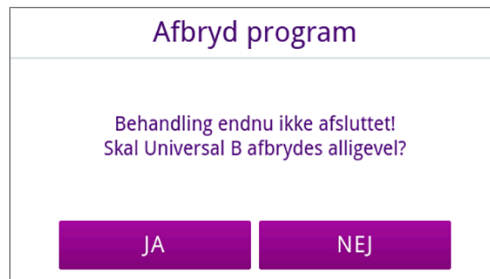 Afbryd program
Behandling endnu ikke afsluttet!
Skal Universal B afbrydes alligevel?
JA
NEJ